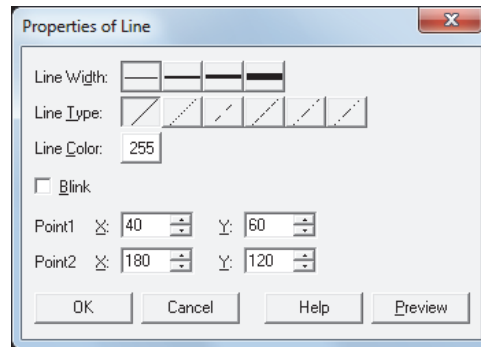 Properties of Line
Line Width:
Line Type:
Line Color: 255
Blink
Point1 X: 40 Y: 60
Point2 X: 180 Y: 120
OK Cancel Help Preview